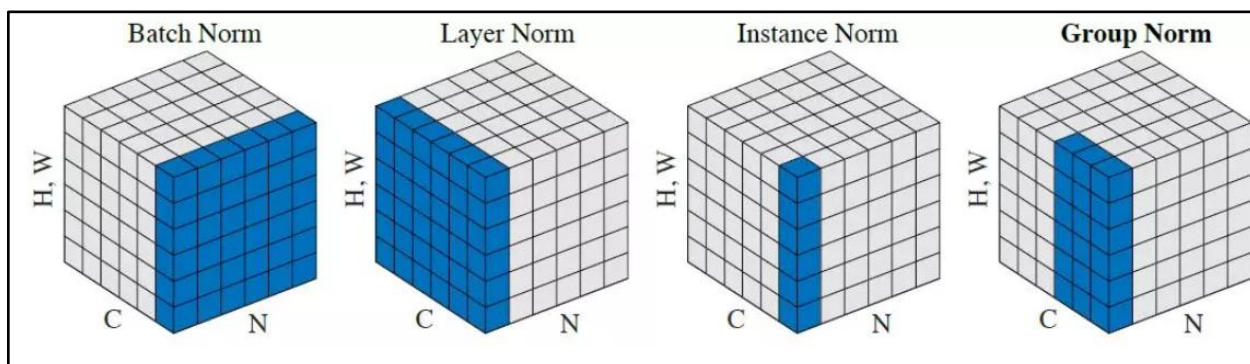 Batch Norm
Layer Norm
Instance Norm
Group Norm
H, W
C
N
H, W
C
N
H, W
C
N
H, W
C
N